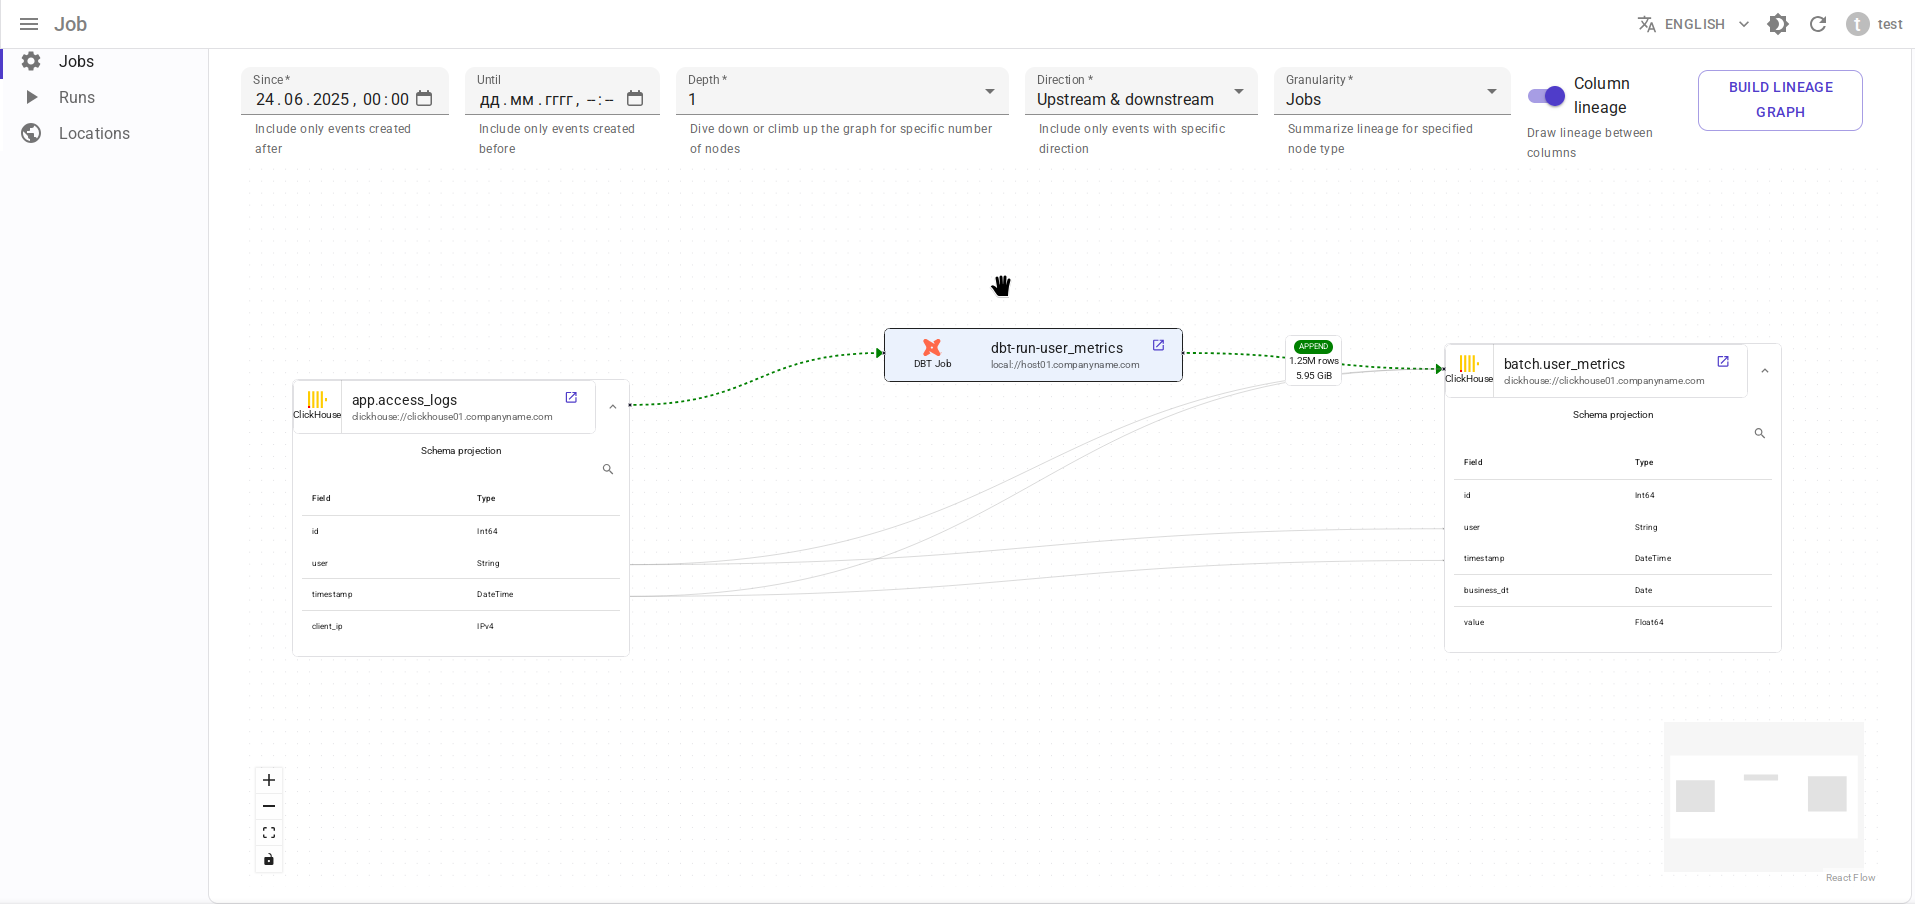 Job
ENGLISH
t
test
Jobs
Runs
Locations
Since *
24.06.2025, 00:00
Include only events created
after
Until
дд.мм.гггг, --:--
Include only events created
before
Depth *
1
Dive down or climb up the graph for specific number
of nodes
Direction *
Upstream & downstream
Include only events with specific
direction
Granularity *
Jobs
Summarize lineage for specified
node type
Column
lineage
Draw lineage between
columns
BUILD LINEAGE
GRAPH
ClickHouse
app.access_logs
clickhouse://clickhouse01.companyname.com
Schema projection
Field Type
id Int64
user String
timestamp DateTime
client_ip IPv4
DBT Job
dbt-run-user_metrics
local://host01.companyname.com
APPEND
1.25M rows
5.95 GiB
ClickHouse
batch.user_metrics
clickhouse://clickhouse01.companyname.com
Schema projection
Field Type
id Int64
user String
timestamp DateTime
business_dt Date
value Float64
React Flow